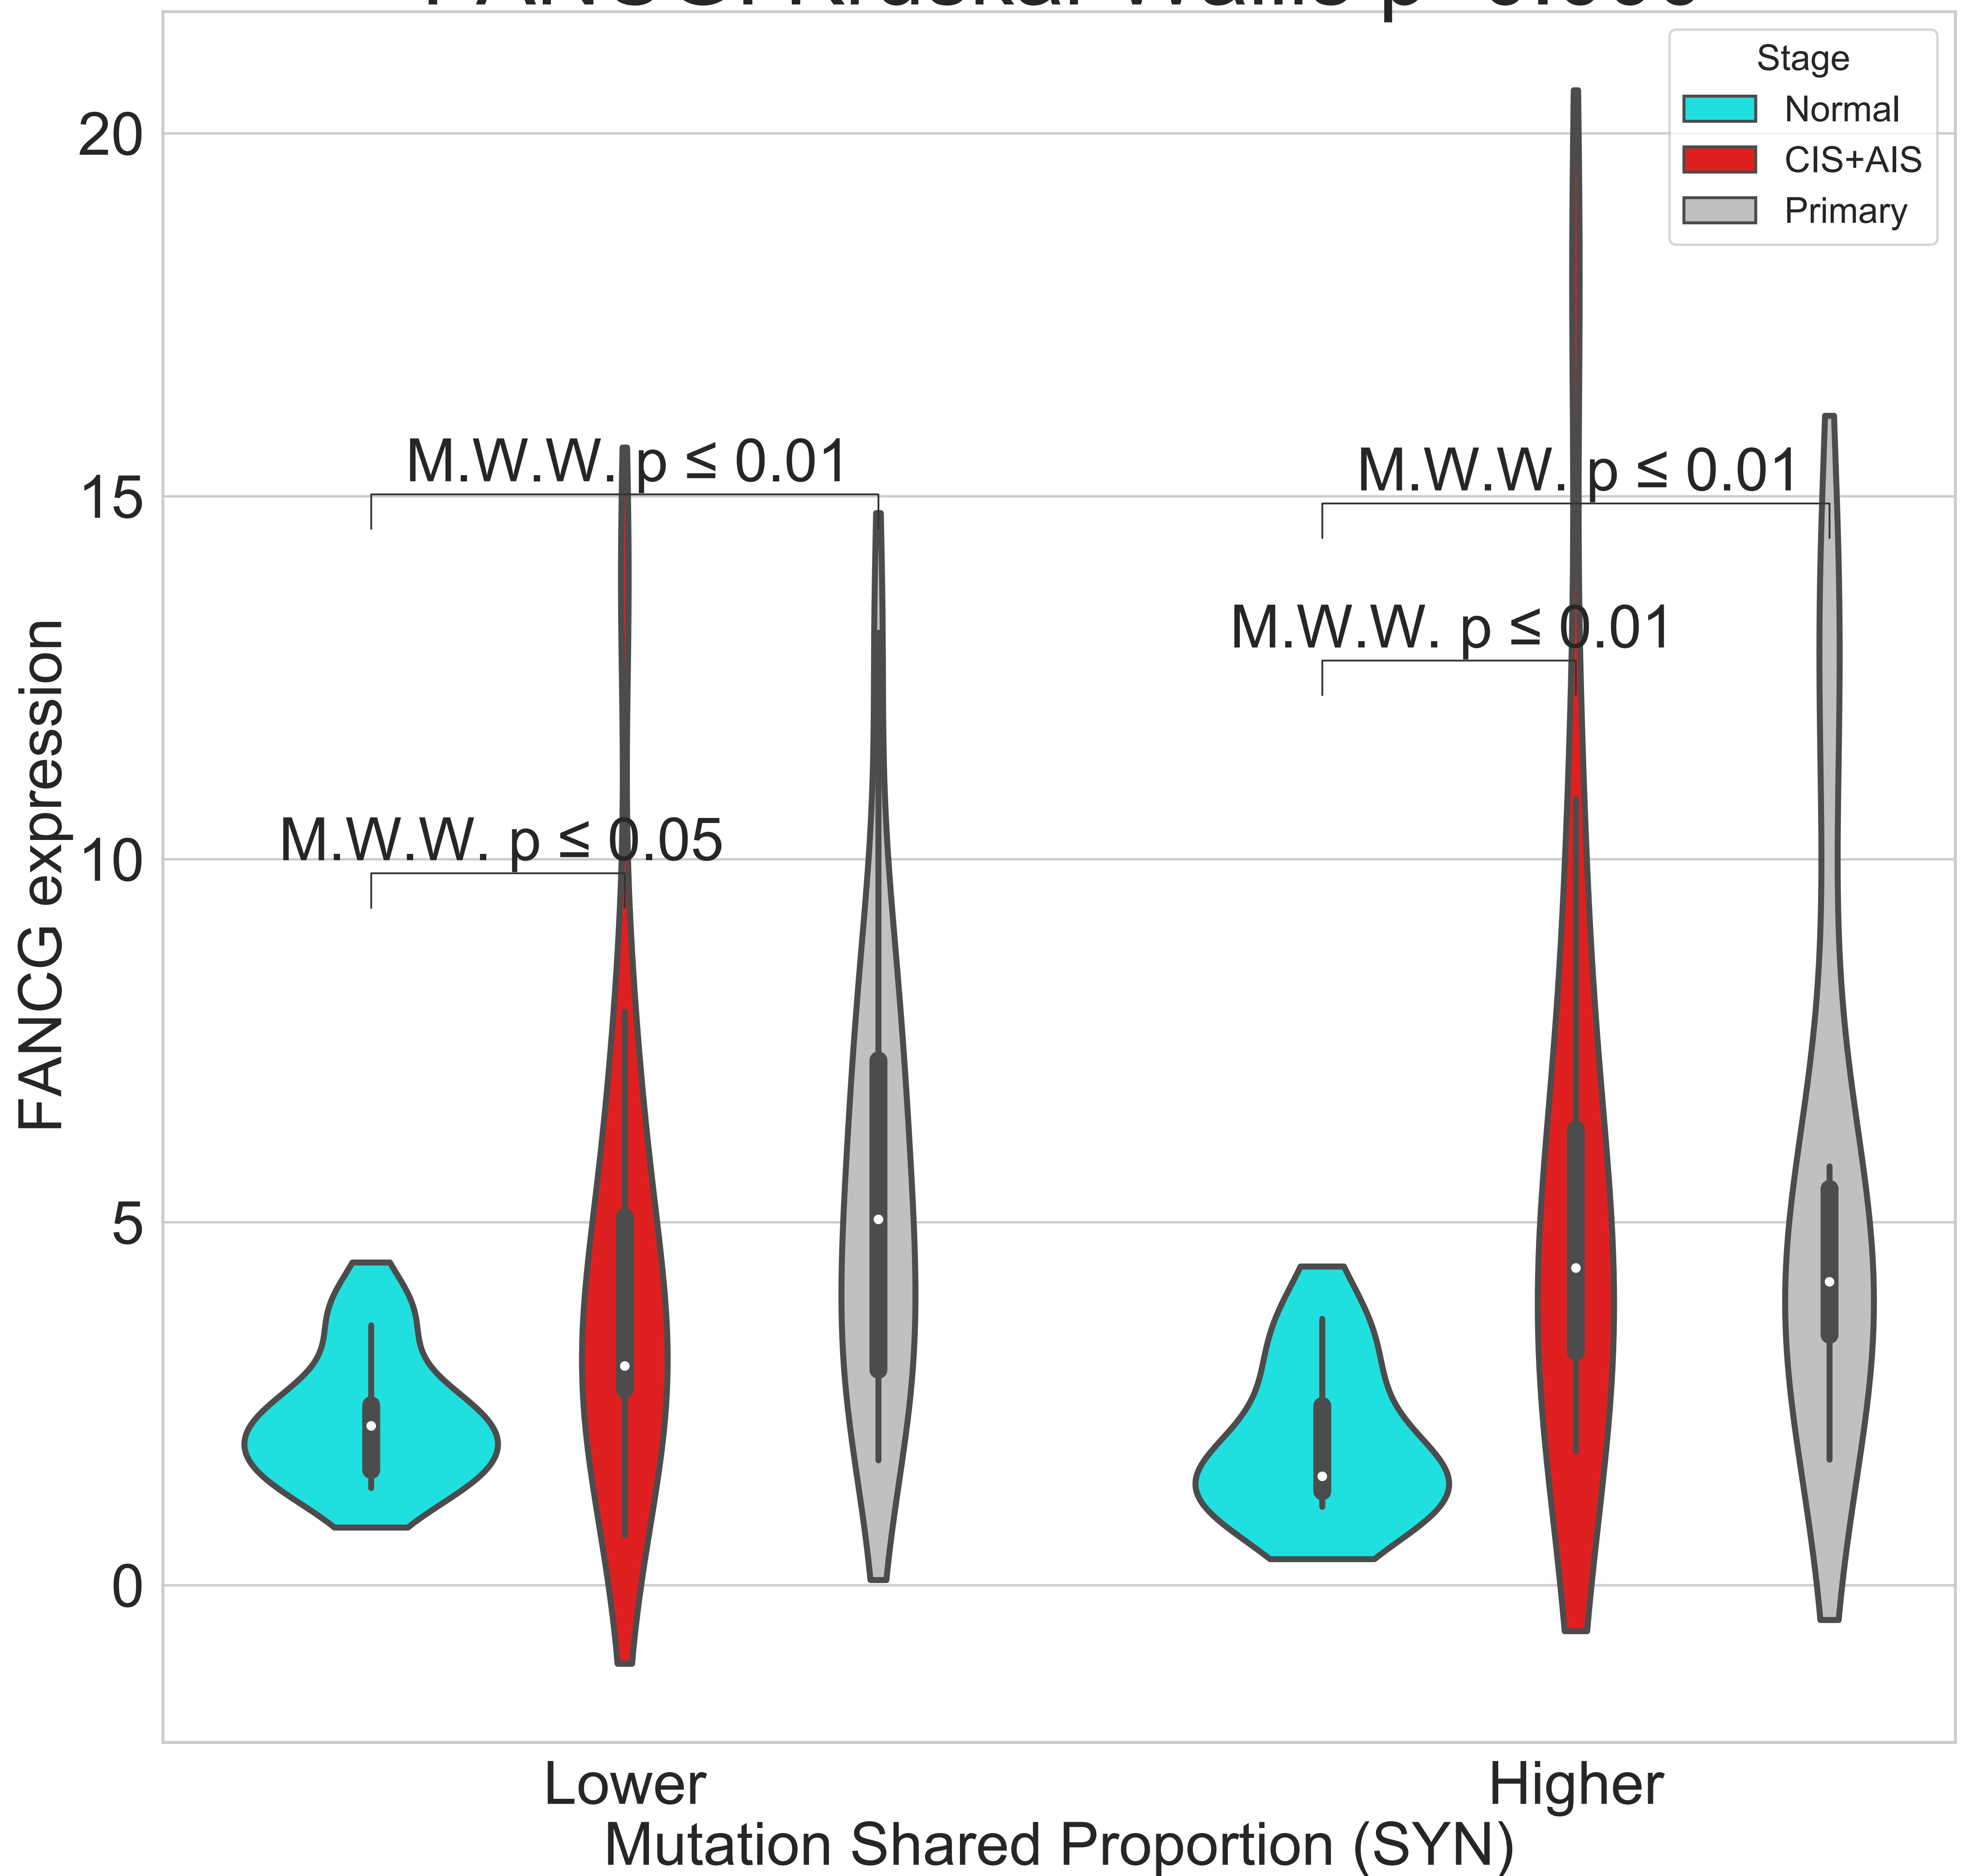 Stage
Normal
CIS+AIS
Primary
20
15
10
5
0
FANCG expression
M.W.W. p ≤ 0.01
M.W.W. p ≤ 0.01
M.W.W. p ≤ 0.01
M.W.W. p ≤ 0.05
Lower
Higher
Mutation Shared Proportion (SYN)